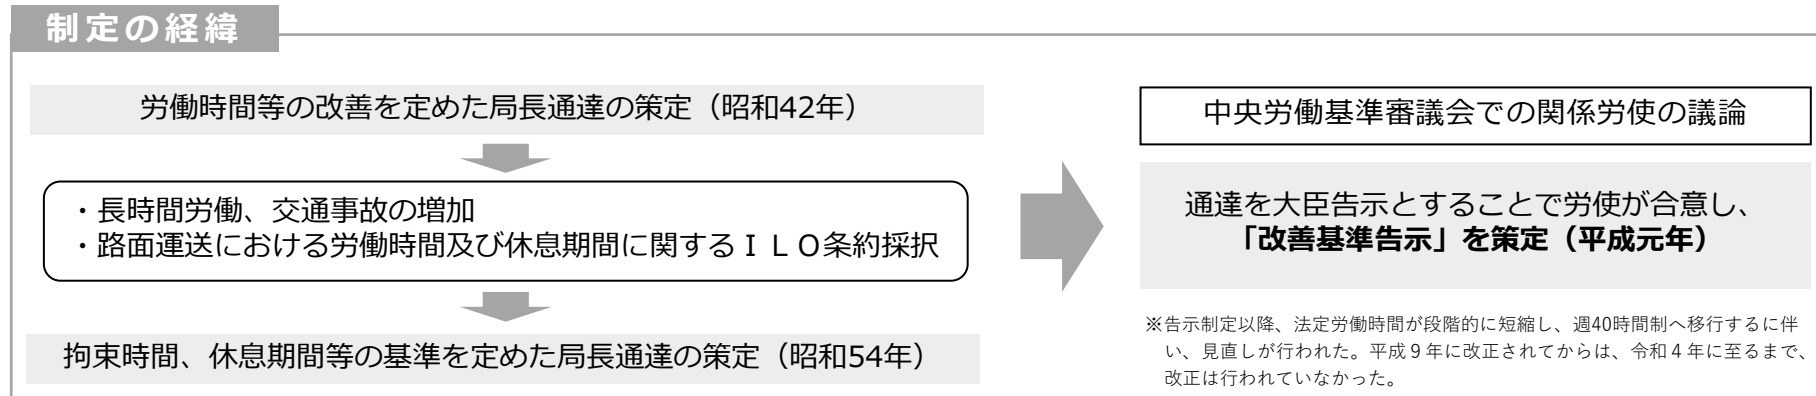 制定の経緯
労働時間等の改善を定めた局長通達の策定（昭和42年）
・長時間労働、交通事故の増加
・路面運送における労働時間及び休息期間に関するＩＬＯ条約採択
拘束時間、休息期間等の基準を定めた局長通達の策定（昭和54年）
中央労働基準審議会での関係労使の議論
通達を大臣告示とすることで労使が合意し、
「改善基準告示」を策定（平成元年）
※告示制定以降、法定労働時間が段階的に短縮し、週40時間制へ移行するに伴
い、見直しが行われた。平成９年に改正されてからは、令和４年に至るまで、
改正は行われていなかった。